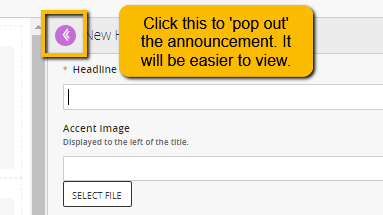 Click this to 'pop out'
the announcement. It
will be easier to view.
New H
* Headline
Accent Image
Displayed to the left of the title.
SELECT FILE